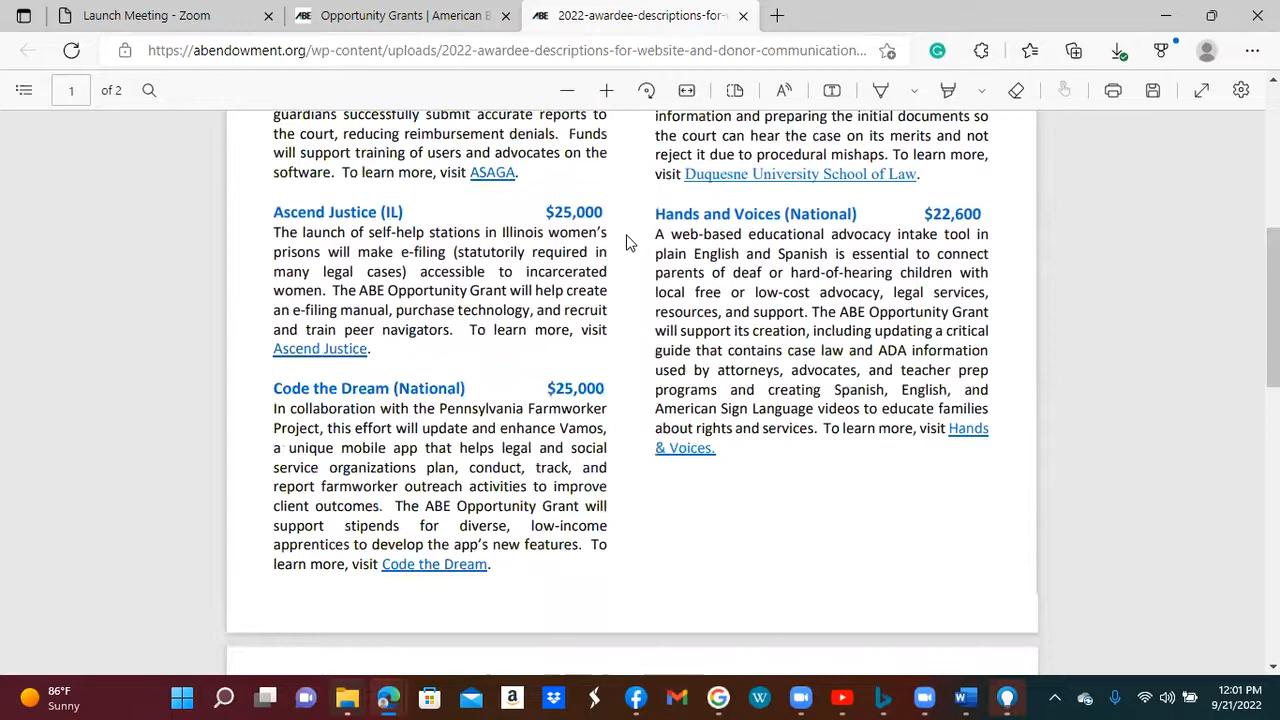 Launch Meeting - Zoom
Opportunity Grants | American B
2022-awardee-descriptions-for-
https://abendowment.org/wp-content/uploads/2022-awardee-descriptions-for-website-and-donor-communication...
1 of 2
guardians successfully submit accurate reports to
the court, reducing reimbursement denials. Funds
will support training of users and advocates on the
software. To learn more, visit ASAGA.
Ascend Justice (IL) $25,000
The launch of self-help stations in Illinois women's
prisons will make e-filing (statutorily required in
many legal cases) accessible to incarcerated
women. The ABE Opportunity Grant will help create
an e-filing manual, purchase technology, and recruit
and train peer navigators. To learn more, visit
Ascend Justice.
Code the Dream (National) $25,000
In collaboration with the Pennsylvania Farmworker
Project, this effort will update and enhance Vamos,
a unique mobile app that helps legal and social
service organizations plan, conduct, track, and
report farmworker outreach activities to improve
client outcomes. The ABE Opportunity Grant will
support stipends for diverse, low-income
apprentices to develop the app's new features. To
learn more, visit Code the Dream.
information and preparing the initial documents so
the court can hear the case on its merits and not
reject it due to procedural mishaps. To learn more,
visit Duquesne University School of Law.
Hands and Voices (National) $22,600
A web-based educational advocacy intake tool in
plain English and Spanish is essential to connect
parents of deaf or hard-of-hearing children with
local free or low-cost advocacy, legal services,
resources, and support. The ABE Opportunity Grant
will support its creation, including updating a critical
guide that contains case law and ADA information
used by attorneys, advocates, and teacher prep
programs and creating Spanish, English, and
American Sign Language videos to educate families
about rights and services. To learn more, visit Hands
& Voices.
86°F
Sunny
12:01 PM
9/21/2022